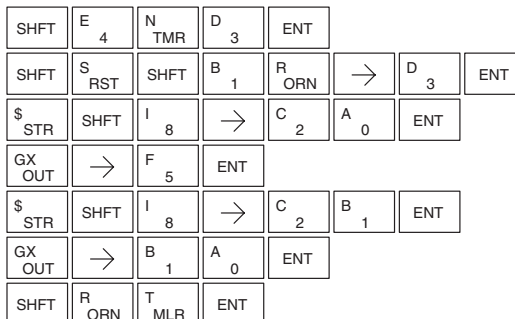 SHFT E 4 N TMR D 3 ENT
SHFT S RST SHFT B 1 R ORN → D 3 ENT
$ STR SHFT I 8 → C 2 A 0 ENT
GX OUT → F 5 ENT
$ STR SHFT I 8 → C 2 B 1 ENT
GX OUT → B 1 A 0 ENT
SHFT R ORN T MLR ENT